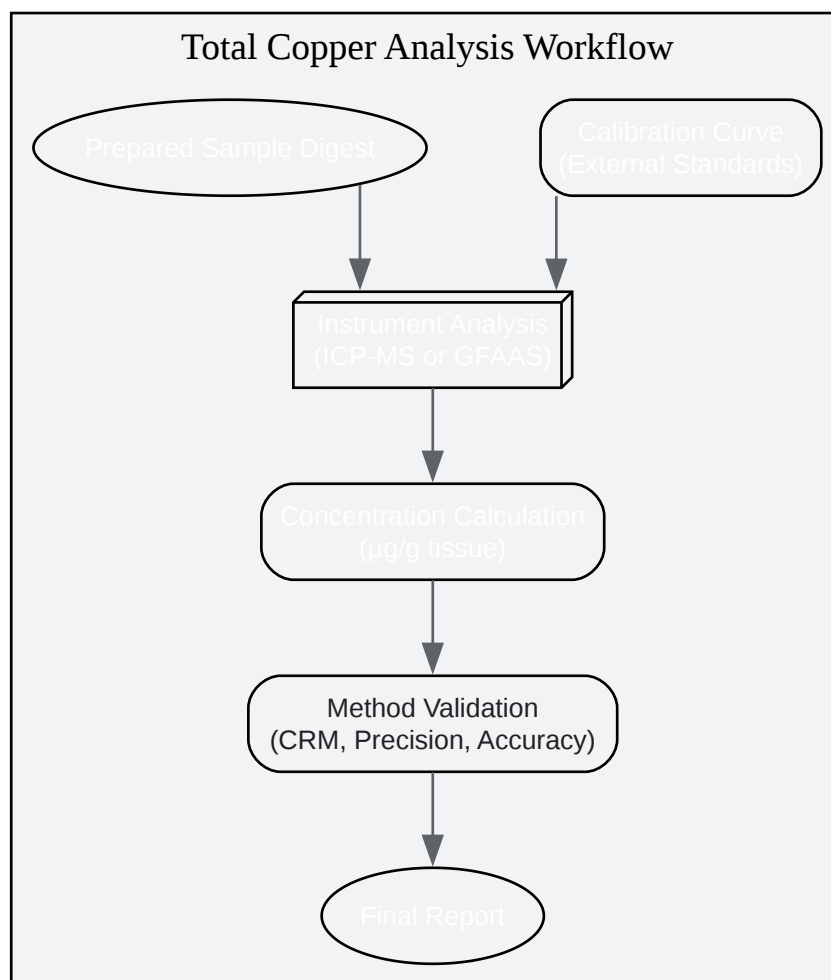 Total Copper Analysis Workflow
Prepared Sample Digest
Calibration Curve
(External Standards)
Instrument Analysis
(ICP-MS or GFAAS)
Concentration Calculation
(µg/g tissue)
Method Validation
(CRM, Precision, Accuracy)
Final Report